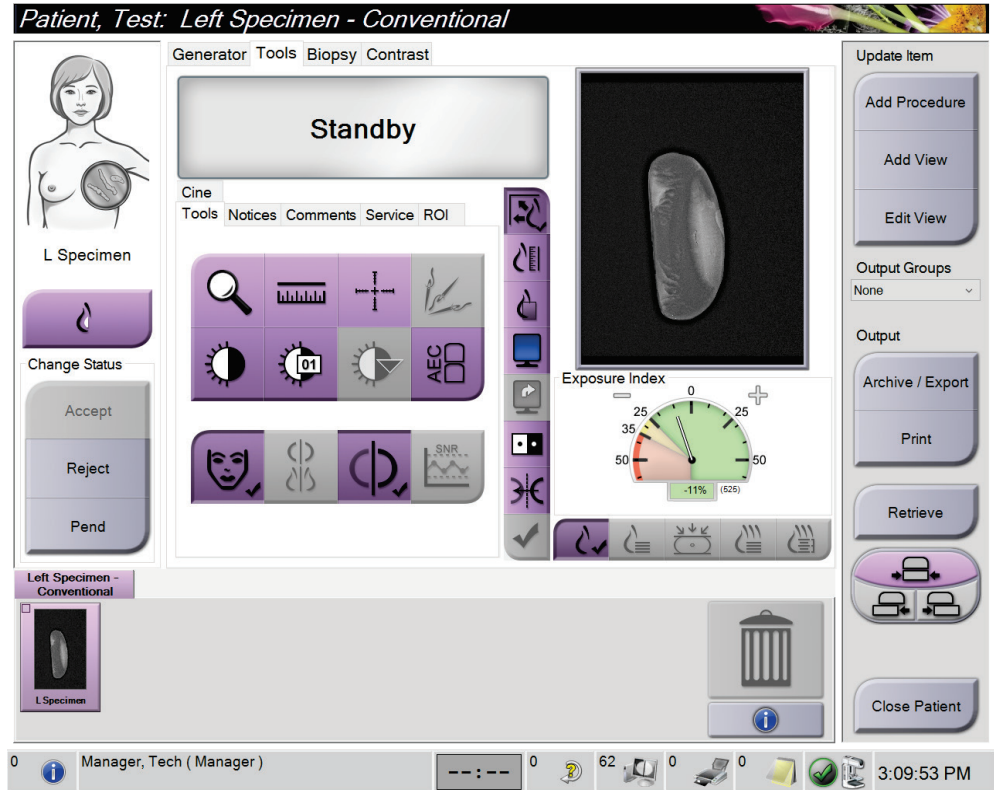 Patient, Test:  Left Specimen - Conventional
Generator Tools Biopsy Contrast
Standby
Cine
Tools Notices Comments Service ROI
L Specimen
Change Status
Accept
Reject
Pend
01
AEC
SNR
Exposure Index
0
25 25
35
50 50
-11% (525)
Update Item
Add Procedure
Add View
Edit View
Output Groups
None
Output
Archive / Export
Print
Retrieve
Close Patient
Left Specimen -
Conventional
L Specimen
0 Manager, Tech ( Manager ) --:-- 0 62 0 0 3:09:53 PM